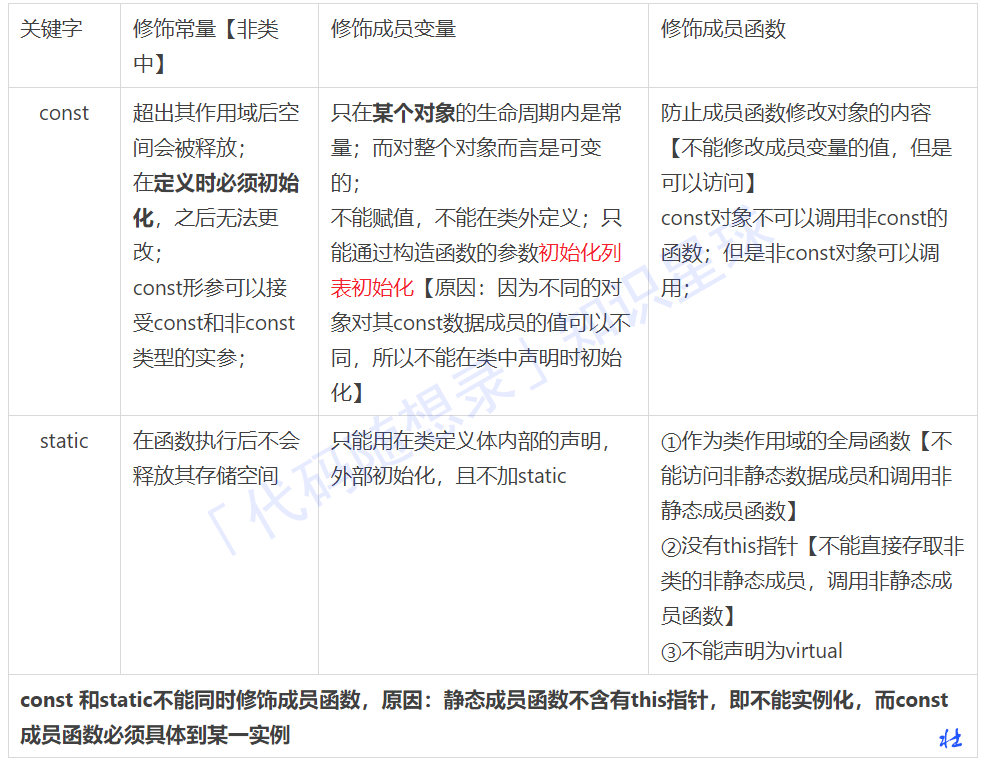 关键字
修饰常量【非类
中】
修饰成员变量
修饰成员函数
const
超出其作用域后空
间会被释放；
在定义时必须初始
化，之后无法更
改；
const形参可以接
受const和非const
类型的实参；
只在某个对象的生命周期内是常
量；而对整个对象而言是可变
的；
不能赋值，不能在类外定义；只
能通过构造函数的参数初始化列
表初始化【原因：因为不同的对
象对其const数据成员的值可以不
同，所以不能在类中声明时初始
化】
防止成员函数修改对象的内容
【不能修改成员变量的值，但是
可以访问】
const对象不可以调用非const的
函数；但是非const对象可以调
用；
static
在函数执行后不会
释放其存储空间
只能用在类定义体内部的声明，
外部初始化，且不加static
①作为类作用域的全局函数【不
能访问非静态数据成员和调用非
静态成员函数】
②没有this指针【不能直接存取非
类的非静态成员，调用非静态成
员函数】
③不能声明为virtual
const 和static不能同时修饰成员函数，原因：静态成员函数不含有this指针，即不能实例化，而const
成员函数必须具体到某一实例
「代码随想录」知识星球